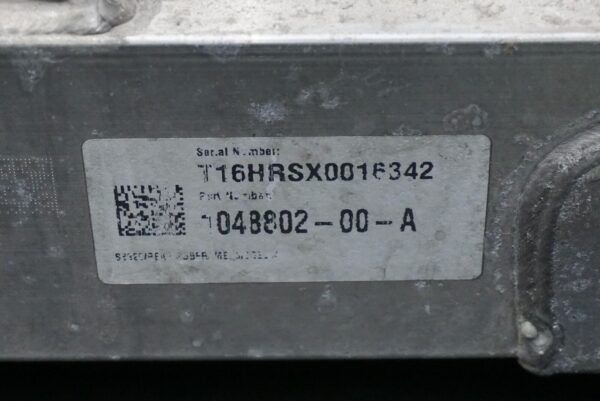 Serial Number:
T16HRSX0016342
Part Number:
1048802-00-A